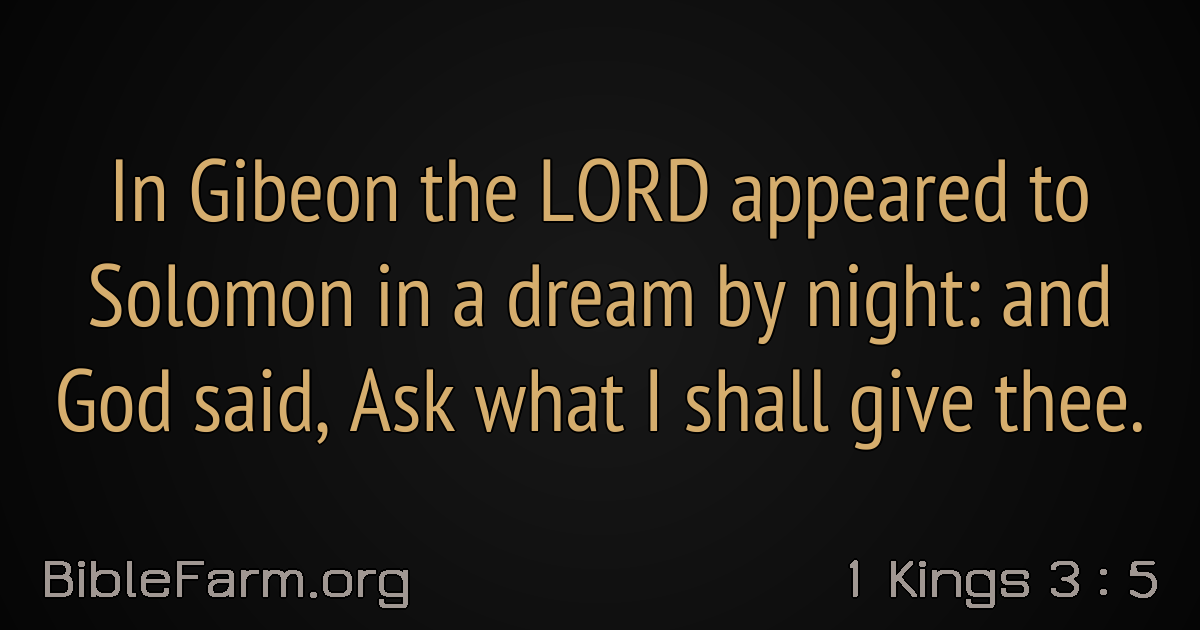 In Gibeon the LORD appeared to
Solomon in a dream by night: and
God said, Ask what I shall give thee.
BibleFarm.org
1 Kings 3 : 5